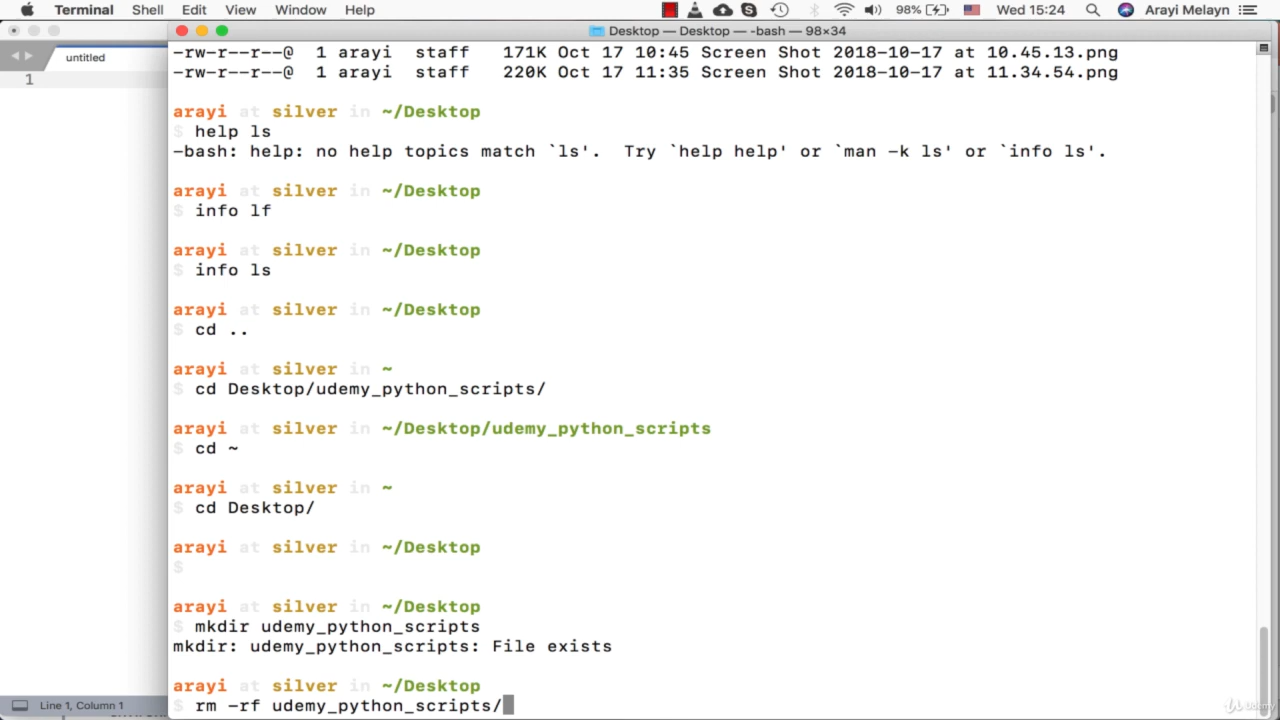 Terminal Shell Edit View Window Help 98% Wed 15:24 Arayi Melayn
Desktop — Desktop — -bash — 98×34
untitled
1
-rw-r--r--@ 1 arayi staff 171K Oct 17 10:45 Screen Shot 2018-10-17 at 10.45.13.png
-rw-r--r--@ 1 arayi staff 220K Oct 17 11:35 Screen Shot 2018-10-17 at 11.34.54.png
arayi at silver in ~/Desktop
$ help ls
-bash: help: no help topics match `ls'. Try `help help' or `man -k ls' or `info ls'.
arayi at silver in ~/Desktop
$ info lf
arayi at silver in ~/Desktop
$ info ls
arayi at silver in ~/Desktop
$ cd ..
arayi at silver in ~
$ cd Desktop/udemy_python_scripts/
arayi at silver in ~/Desktop/udemy_python_scripts
$ cd ~
arayi at silver in ~
$ cd Desktop/
arayi at silver in ~/Desktop
$
arayi at silver in ~/Desktop
$ mkdir udemy_python_scripts
mkdir: udemy_python_scripts: File exists
arayi at silver in ~/Desktop
$ rm -rf udemy_python_scripts/
Line 1, Column 1
Udemy